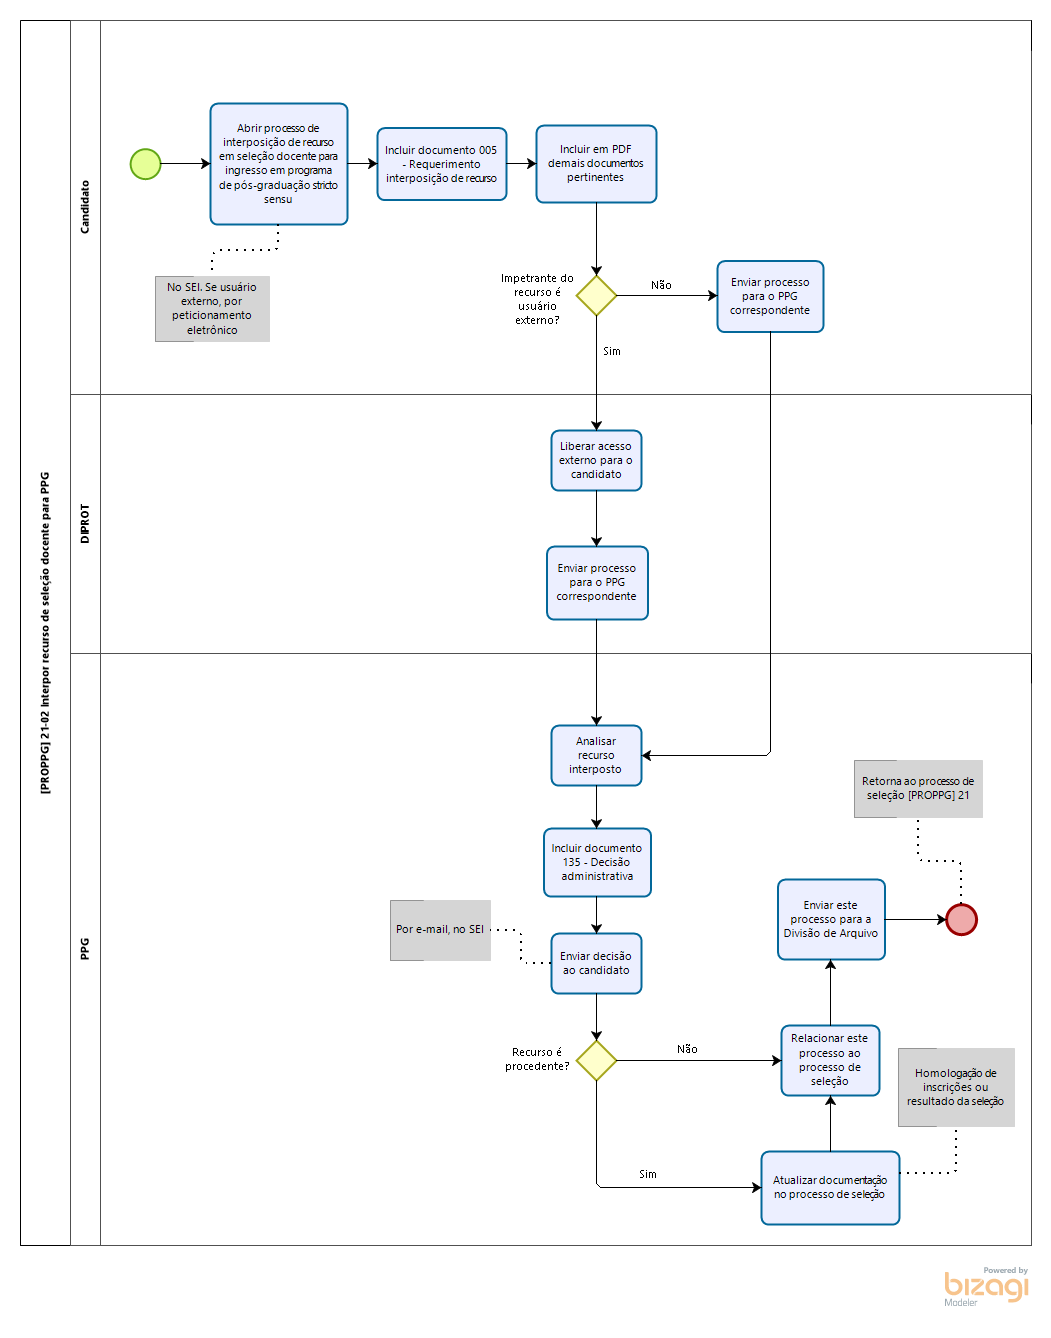 [PROPPG] 21-02 Interpor recurso de seleção docente para PPG
Candidato
Abrir processo de
interposição de recurso
em seleção docente para
ingresso em programa
de pós-graduação stricto
sensu
Incluir documento 005
- Requerimento
interposição de recurso
Incluir em PDF
demais documentos
pertinentes
No SEI. Se usuário
externo, por
peticionamento
eletrônico
Impetrante do
recurso é
usuário
externo?
Não
Enviar processo
para o PPG
correspondente
Sim
DIPROT
Liberar acesso
externo para o
candidato
Enviar processo
para o PPG
correspondente
PPG
Analisar
recurso
interposto
Incluir documento
135 - Decisão
administrativa
Por e-mail, no SEI
Enviar decisão
ao candidato
Recurso é
procedente?
Não
Sim
Retorna ao processo de
seleção [PROPPG] 21
Enviar este
processo para a
Divisão de Arquivo
Relacionar este
processo ao
processo de
seleção
Homologação de
inscrições ou
resultado da seleção
Atualizar documentação
no processo de seleção
Powered by
bizagi
Modeler